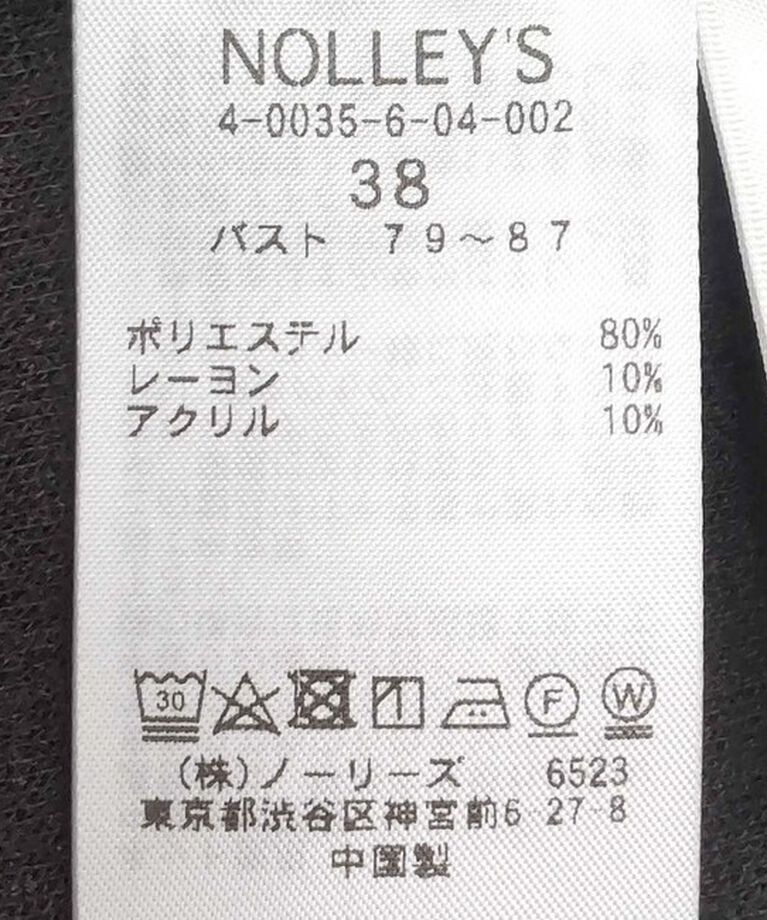 NOLLEY'S
4-0035-6-04-002
38
バスト 79～87
ポリエステル 80%
レーヨン 10%
アクリル 10%
30 F W
(株)ノーリーズ 6523
東京都渋谷区神宮前6 27-8
中国製